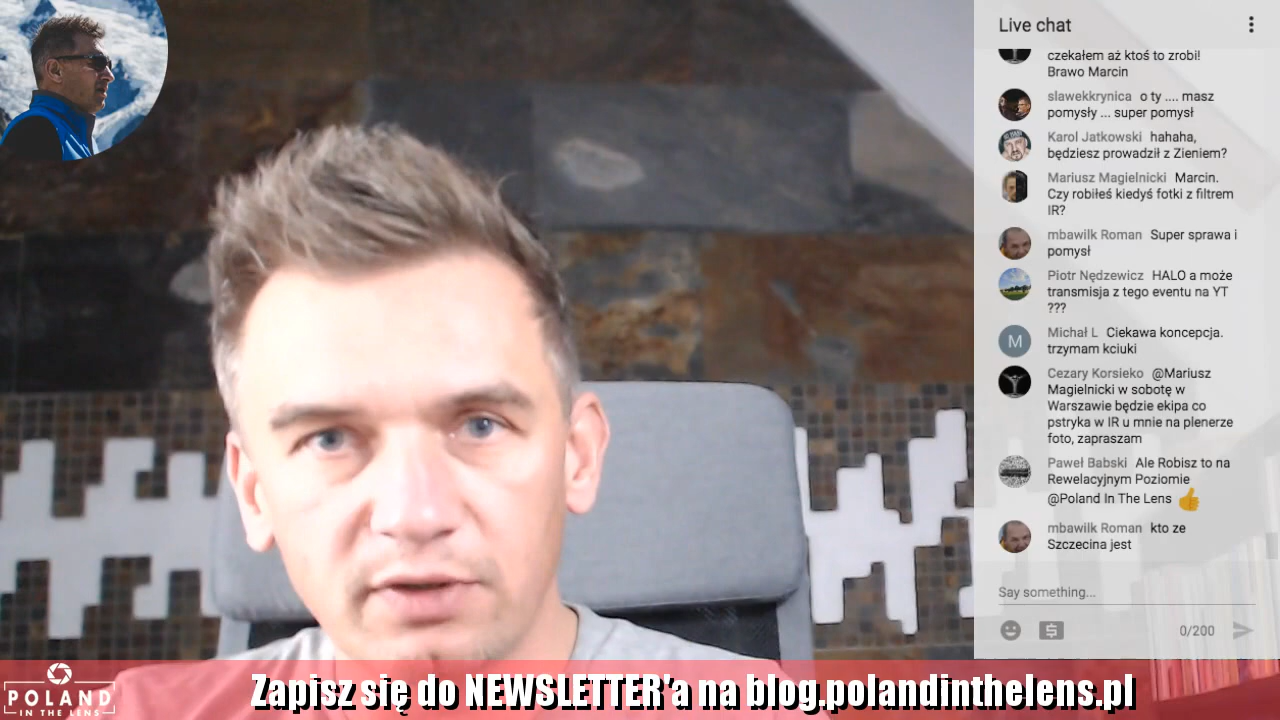 Live chat
czekałem aż ktoś to zrobi!
Brawo Marcin
slawekkrynica o ty .... masz
pomysły ... super pomysł
Karol Jatkowski hahaha,
będziesz prowadził z Zieniem?
Mariusz Magielnicki Marcin.
Czy robiłeś kiedyś fotki z filtrem
IR?
mbawilk Roman Super sprawa i
pomysł
Piotr Nędzewicz HALO a może
transmisja z tego eventu na YT
???
M
Michał L Ciekawa koncepcja.
trzymam kciuki
Cezary Korsieko @Mariusz
Magielnicki w sobotę w
Warszawie będzie ekipa co
pstryka w IR u mnie na plenerze
foto, zapraszam
Paweł Babski Ale Robisz to na
Rewelacyjnym Poziomie
@Poland In The Lens 👍
mbawilk Roman kto ze
Szczecina jest
Say something...
0/200
POLAND
IN THE LENS
Zapisz się do NEWSLETTER'a na blog.polandinthelens.pl